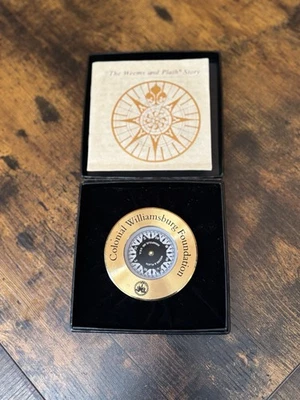 "The Weems and Plath® Story
Colonial Williamsburg Foundation